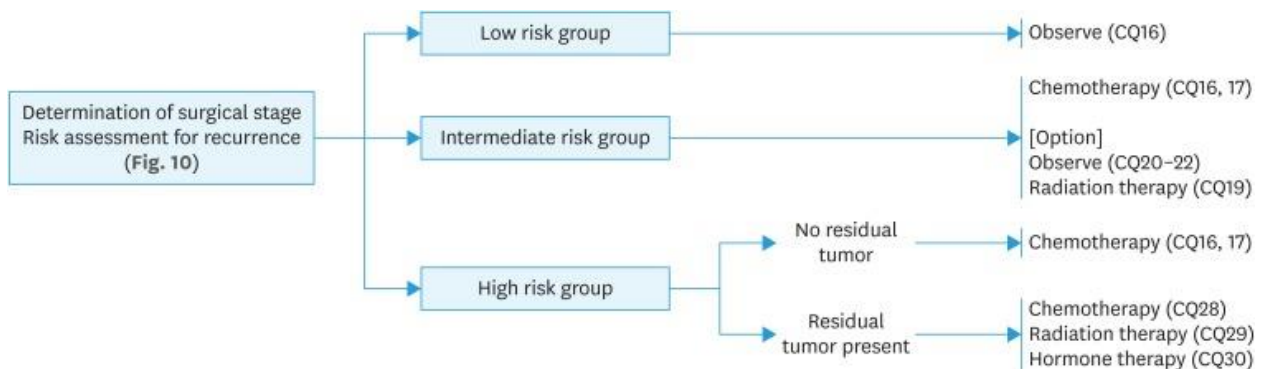 Low risk group
Observe (CQ16)
Determination of surgical stage
Risk assessment for recurrence
(Fig. 10)
Intermediate risk group
Chemotherapy (CQ16, 17)
[Option]
Observe (CQ20–22)
Radiation therapy (CQ19)
High risk group
No residual
tumor
Chemotherapy (CQ16, 17)
Residual
tumor present
Chemotherapy (CQ28)
Radiation therapy (CQ29)
Hormone therapy (CQ30)